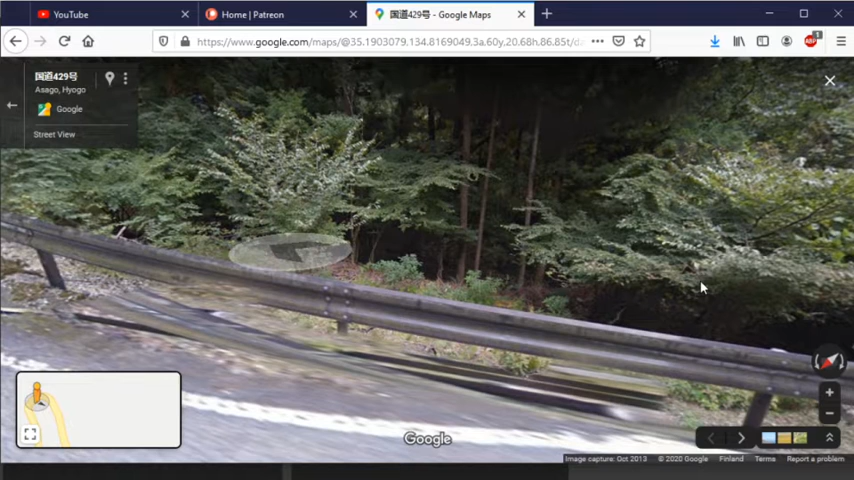 YouTube
Home | Patreon
国道429号 - Google Maps
https://www.google.com/maps/@35.1903079,134.8169049,3a,60y,20.68h,86.85t/d
1
国道429号
Asago, Hyogo
Google
Street View
Google
Image capture: Oct 2013 © 2020 Google Finland Terms Report a problem